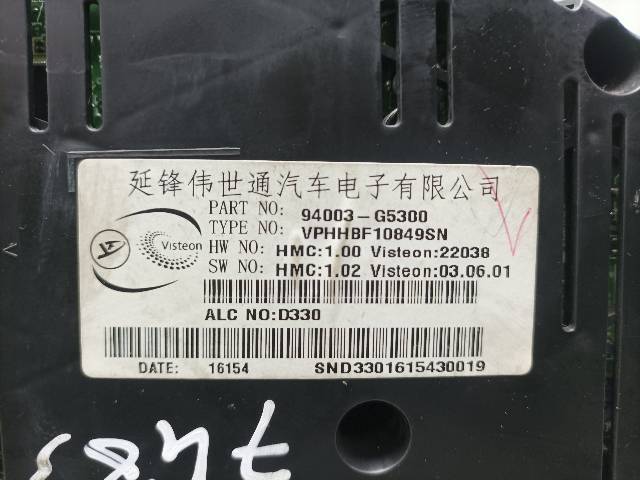 延锋伟世通汽车电子有限公司
PART NO: 94003-G5300
TYPE NO: VPHHBF10849SN
Visteon
HW NO: HMC:1.00 Visteon:22038
SW NO: HMC:1.02 Visteon:03.06.01
ALC NO:D330
DATE: 16154 SND3301615430019